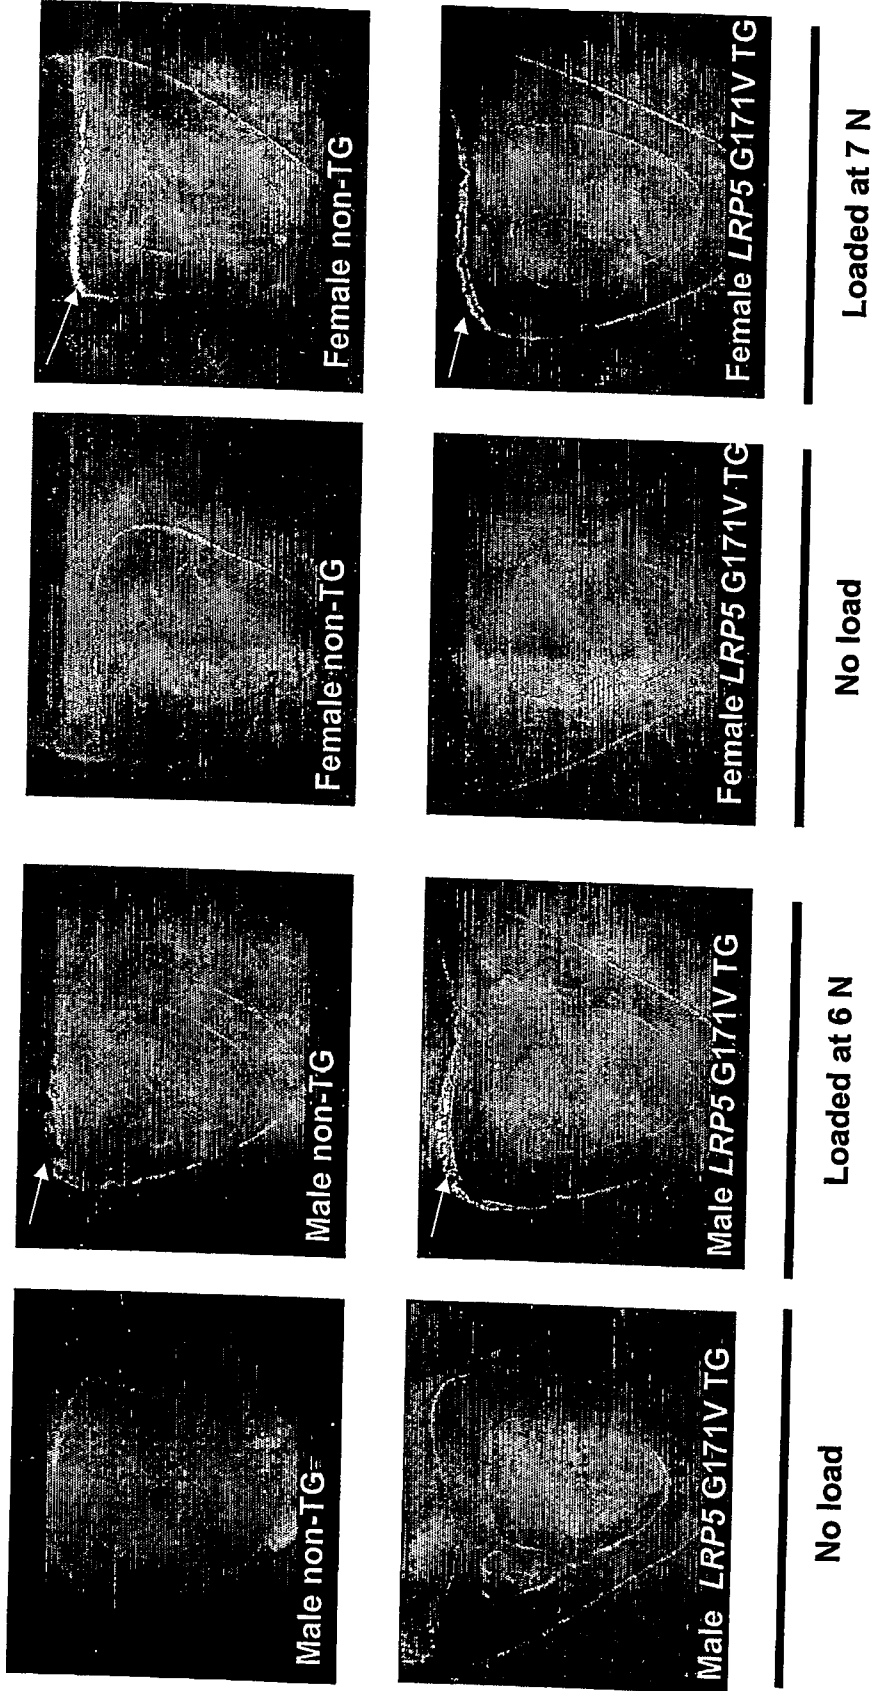 Male non-TG
Male non-TG
Female non-TG
Female non-TG
Male LRP5 G171V TG
Male LRP5 G171V TG
Female LRP5 G171V TG
Female LRP5 G171V TG
No load
Loaded at 6 N
No load
Loaded at 7 N